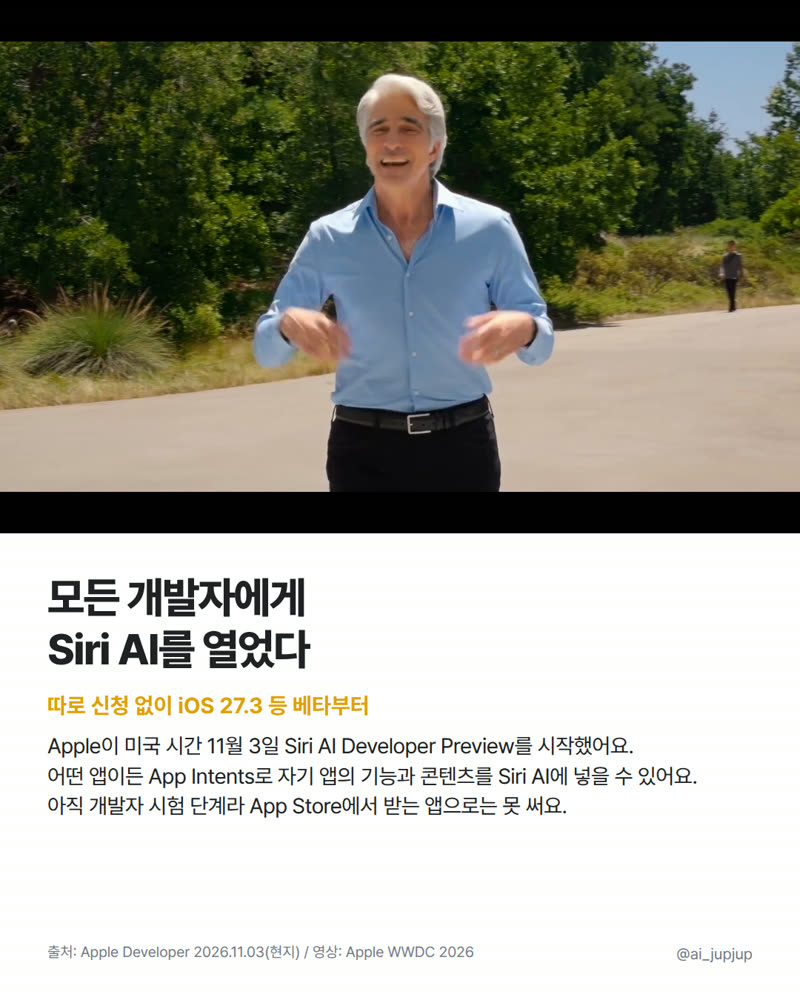 모든 개발자에게
Siri AI를 열었다
따로 신청 없이 iOS 27.3 등 베타부터
Apple이 미국 시간 11월 3일 Siri AI Developer Preview를 시작했어요.
어떤 앱이든 App Intents로 자기 앱의 기능과 콘텐츠를 Siri AI에 넣을 수 있어요.
아직 개발자 시험 단계라 App Store에서 받는 앱으로는 못 써요.
출처: Apple Developer 2026.11.03(현지) / 영상: Apple WWDC 2026
@ai_jupjup